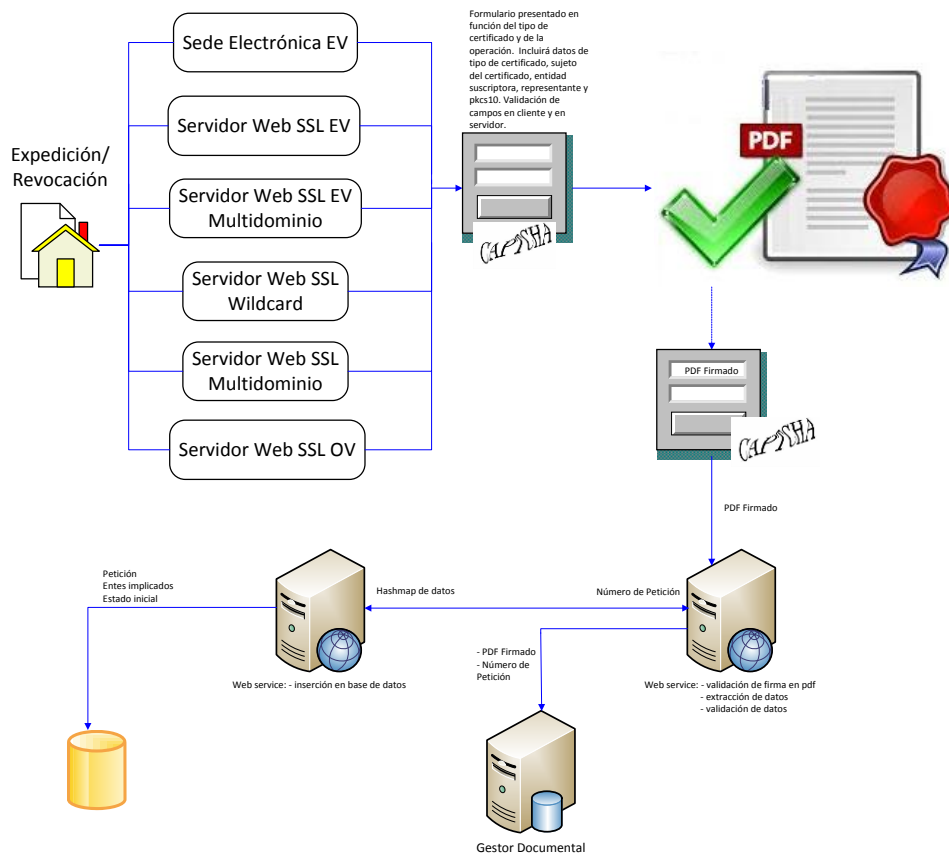 Formulario presentado en
función del tipo de
certificado y de la
operación. Incluirá datos de
tipo de certificado, sujeto
del certificado, entidad
suscriptora, representante y
pkcs10. Validación de
campos en cliente y en
servidor.
Sede Electrónica EV
Servidor Web SSL EV
Expedición/
Revocación
Servidor Web SSL EV
Multidominio
Servidor Web SSL
Wildcard
Servidor Web SSL
Multidominio
Servidor Web SSL OV
CAPTCHA
PDF
PDF Firmado
CAPTCHA
PDF Firmado
Petición
Entes implicados
Estado inicial
Hashmap de datos
Número de Petición
- PDF Firmado
- Número de
Petición
Web service: - inserción en base de datos
Web service: - validación de firma en pdf
- extracción de datos
- validación de datos
Gestor Documental